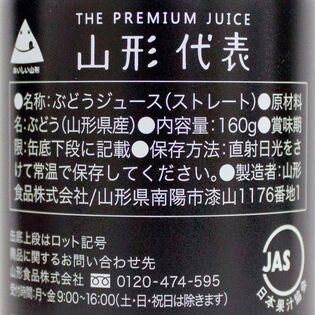 THE PREMIUM JUICE
山形代表
おいしい山形
●名称:ぶどうジュース(ストレート)●原材料
名:ぶどう(山形県産)●内容量:160g●賞味期
限:缶底下段に記載●保存方法:直射日光をさ
けて常温で保存してください。●製造者:山形
食品株式会社/山形県南陽市漆山1176番地1
缶底上段はロット記号
商品に関するお問い合わせ先
山形食品株式会社 0120-474-595
受付時間:月~金9:00~16:00(土・日・祝日は除きます)
JAS
日本果汁協会